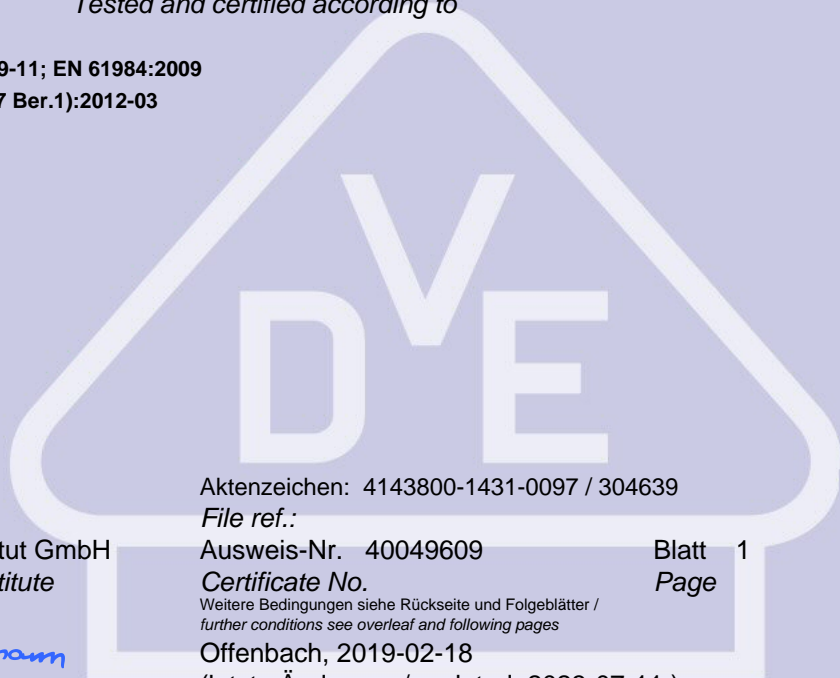 Tested and certified according to
9-11; EN 61984:2009
7 Ber.1):2012-03
VDE
Aktenzeichen: 4143800-1431-0097 / 304639
File ref.:
tut GmbH Ausweis-Nr. 40049609 Blatt 1
titute Certificate No. Page
Weitere Bedingungen siehe Rückseite und Folgeblätter /
further conditions see overleaf and following pages
Offenbach, 2019-02-18